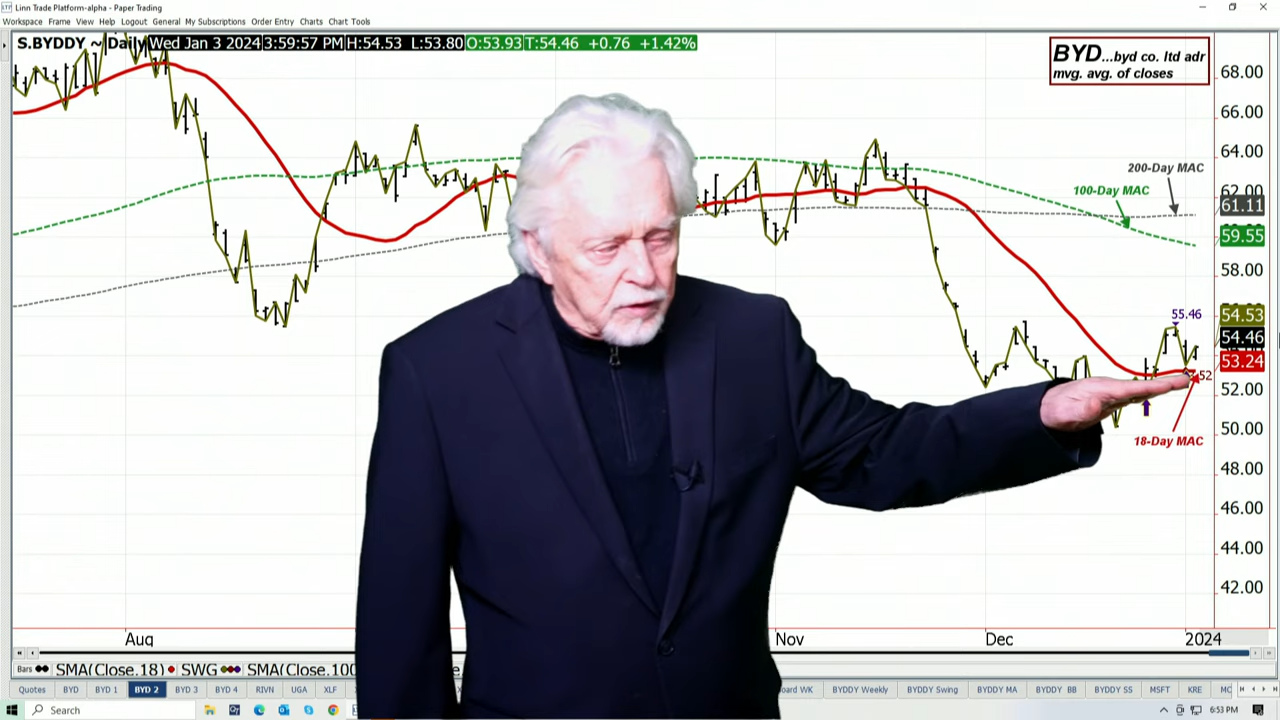 Linn Trade Platform-alpha - Paper Trading
Workspace Frame View Help Logout General My Subscriptions Order Entry Charts Chart Tools
S.BYDDY ~ Daily Wed Jan 3 2024 3:59:57 PM H:54.53 L:53.80 O:53.93 T:54.46 +0.76 +1.42%
BYD...byd co. ltd adr
mvg. avg. of closes
68.00
66.00
64.00
200-Day MAC
100-Day MAC
62.00
61.11
59.55
58.00
55.46
54.53
54.46
53.24
52.00
50.00
18-Day MAC
48.00
46.00
44.00
42.00
Aug Nov Dec 2024
Bars SMA(Close,18) SWG SMA(Close,100
Quotes BYD BYD 1 BYD 2 BYD 3 BYD 4 RIVN UGA XLF BYDDY Weekly BYDDY Swing BYDDY MA BYDDY BB BYDDY SS MSFT KRE MC
Search 6:53 PM